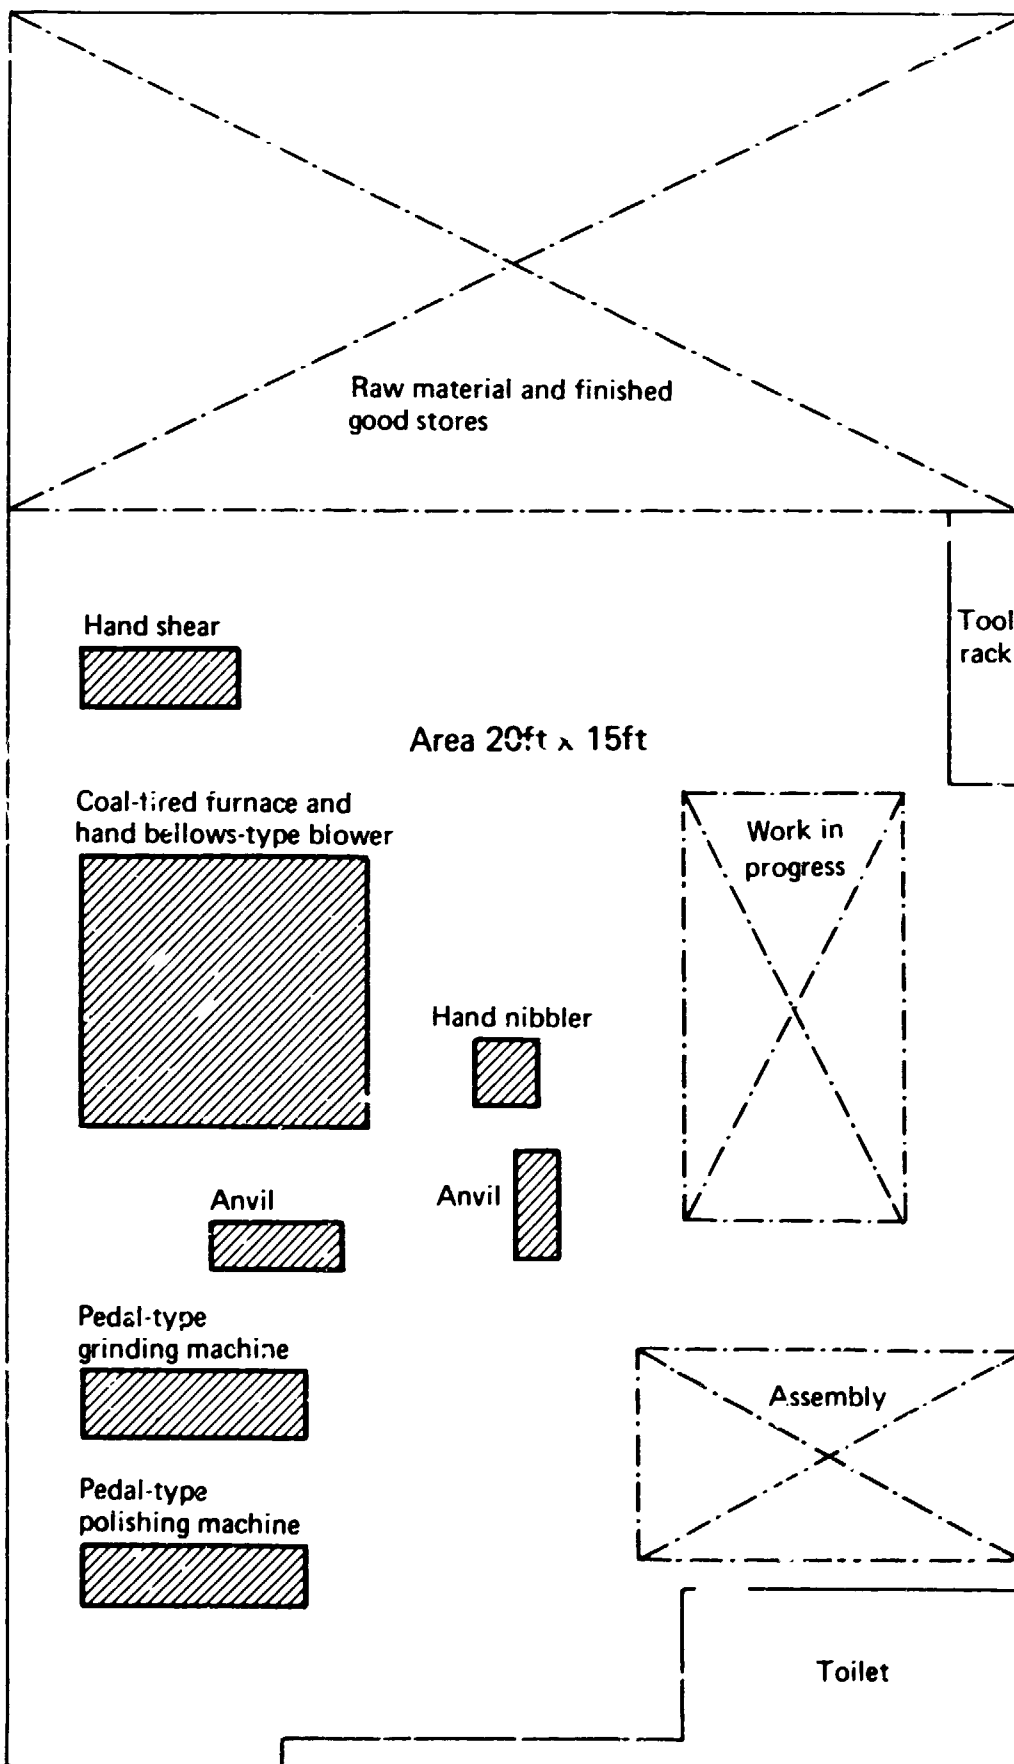 Raw material and finished
good stores
Hand shear
Tool
rack
Area 20ft x 15ft
Coal-fired furnace and
hand bellows-type blower
Work in
progress
Hand nibbler
Anvil
Anvil
Pedal-type
grinding machine
Assembly
Pedal-type
polishing machine
Toilet